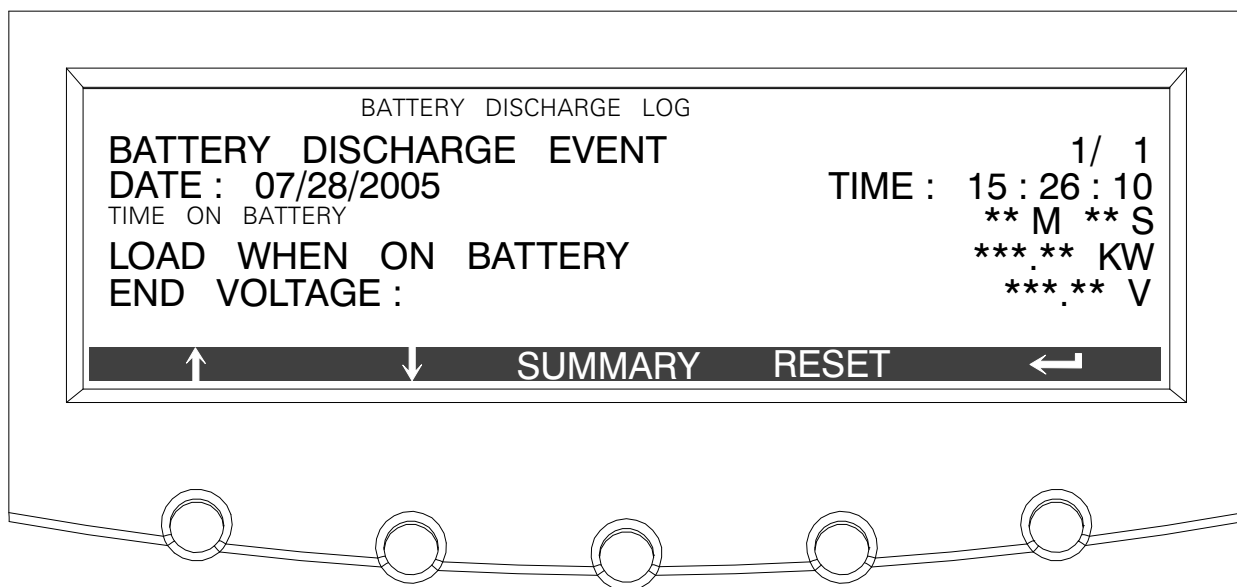 BATTERY DISCHARGE LOG
BATTERY DISCHARGE EVENT 1/ 1
DATE : 07/28/2005 TIME : 15 : 26 : 10
TIME ON BATTERY ** M ** S
LOAD WHEN ON BATTERY ***.** KW
END VOLTAGE : ***.** V
↑ ↓ SUMMARY RESET ←